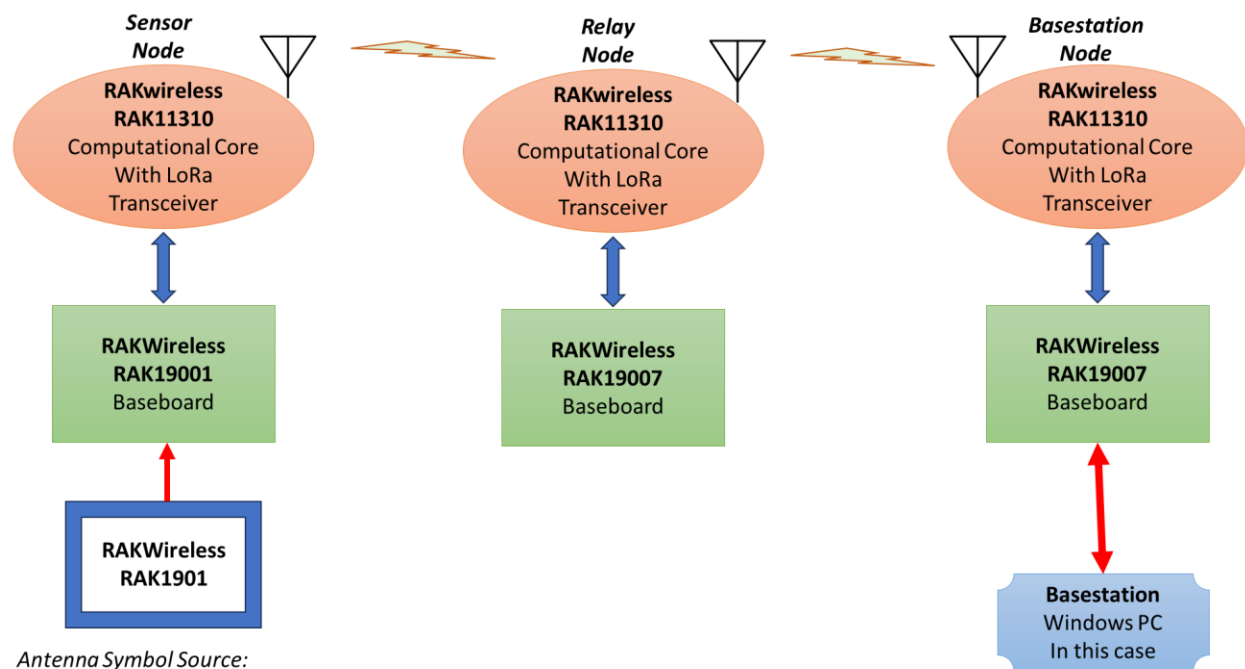 Sensor
Node
RAKwireless
RAK11310
Computational Core
With LoRa
Transceiver
RAKWireless
RAK19001
Baseboard
RAKWireless
RAK1901
Antenna Symbol Source:
Relay
Node
RAKwireless
RAK11310
Computational Core
With LoRa
Transceiver
RAKWireless
RAK19007
Baseboard
Basestation
Node
RAKwireless
RAK11310
Computational Core
With LoRa
Transceiver
RAKWireless
RAK19007
Baseboard
Basestation
Windows PC
In this case